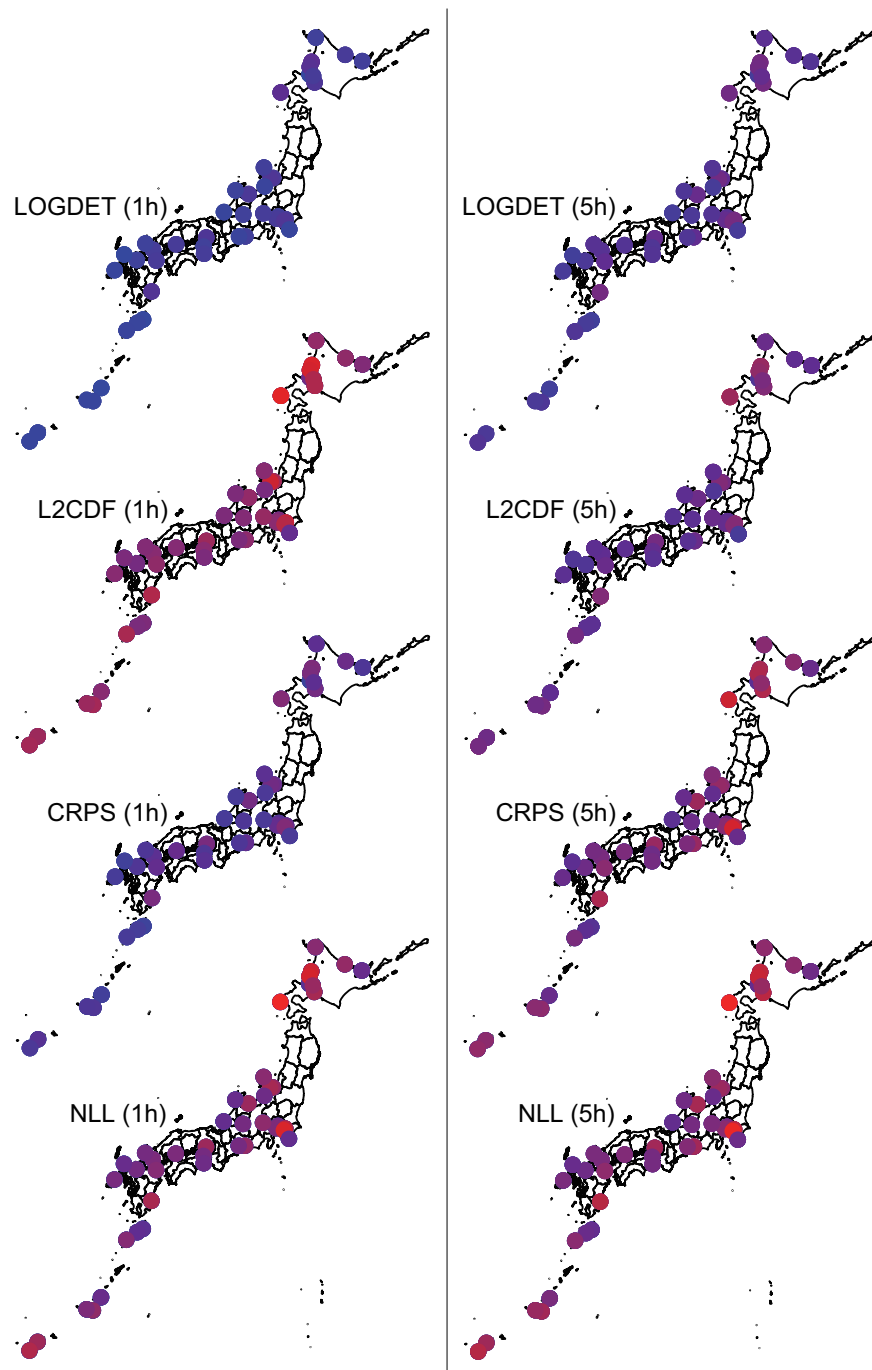 LOGDET (1h)
LOGDET (5h)
L2CDF (1h)
L2CDF (5h)
CRPS (1h)
CRPS (5h)
NLL (1h)
NLL (5h)